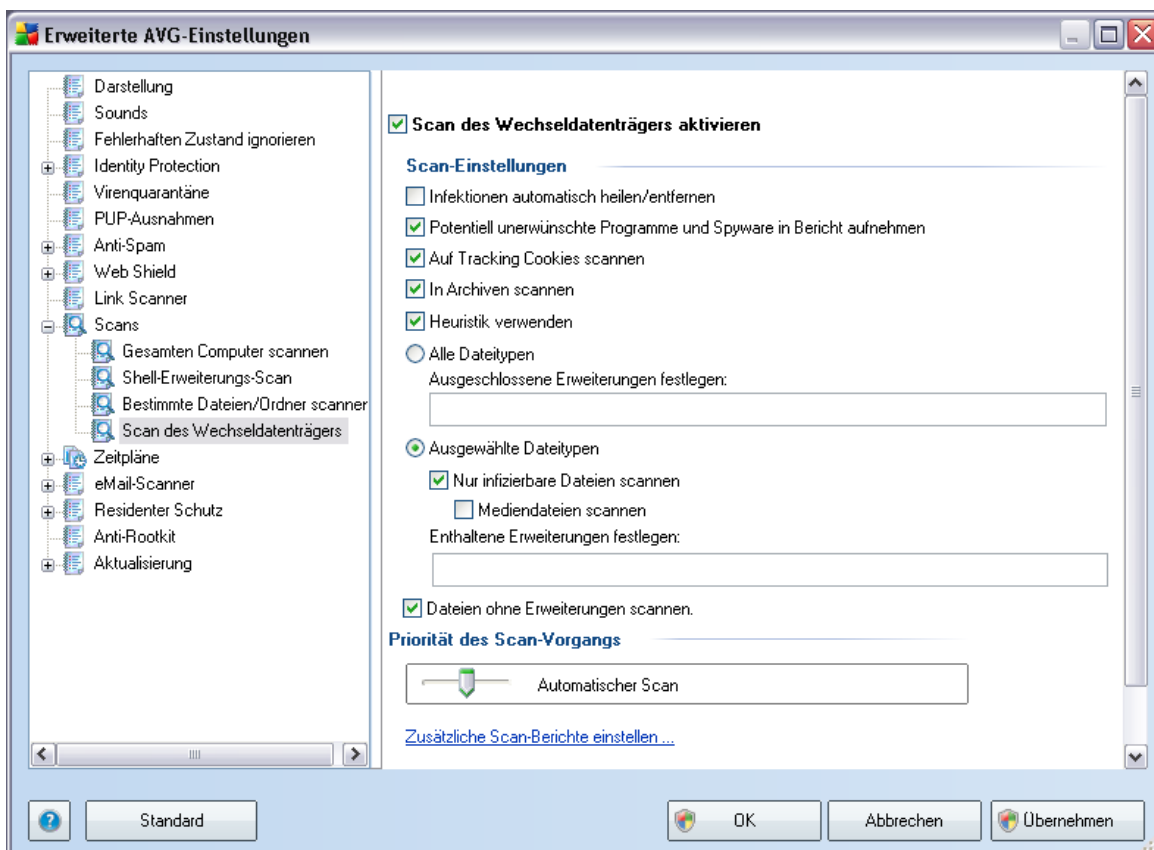 Erweiterte AVG-Einstellungen
Darstellung
Sounds
Fehlerhaften Zustand ignorieren
Identity Protection
Virenquarantäne
PUP-Ausnahmen
Anti-Spam
Web Shield
Link Scanner
Scans
Gesamten Computer scannen
Shell-Erweiterungs-Scan
Bestimmte Dateien/Ordner scanner
Scan des Wechseldatenträgers
Zeitpläne
eMail-Scanner
Residenter Schutz
Anti-Rootkit
Aktualisierung
Scan des Wechseldatenträgers aktivieren
Scan-Einstellungen
Infektionen automatisch heilen/entfernen
Potentiell unerwünschte Programme und Spyware in Bericht aufnehmen
Auf Tracking Cookies scannen
In Archiven scannen
Heuristik verwenden
Alle Dateitypen
Ausgeschlossene Erweiterungen festlegen:
Ausgewählte Dateitypen
Nur infizierbare Dateien scannen
Mediendateien scannen
Enthaltene Erweiterungen festlegen:
Dateien ohne Erweiterungen scannen.
Priorität des Scan-Vorgangs
Automatischer Scan
Zusätzliche Scan-Berichte einstellen ...
? Standard OK Abbrechen Übernehmen